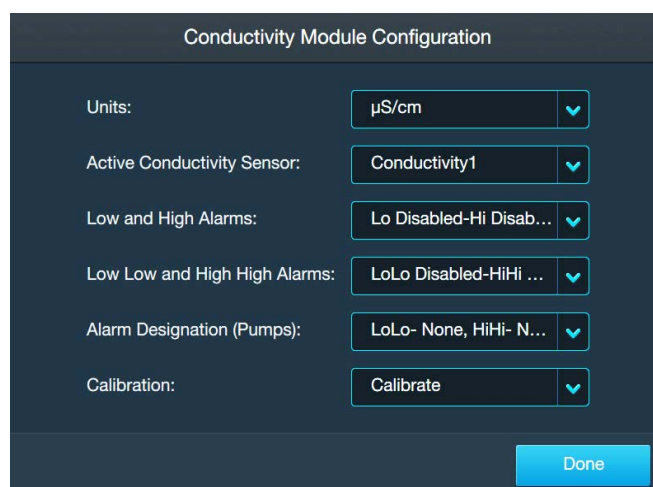 Conductivity Module Configuration
Units: µS/cm
Active Conductivity Sensor: Conductivity1
Low and High Alarms: Lo Disabled-Hi Disab...
Low Low and High High Alarms: LoLo Disabled-HiHi ...
Alarm Designation (Pumps): LoLo- None, HiHi- N...
Calibration: Calibrate
Done